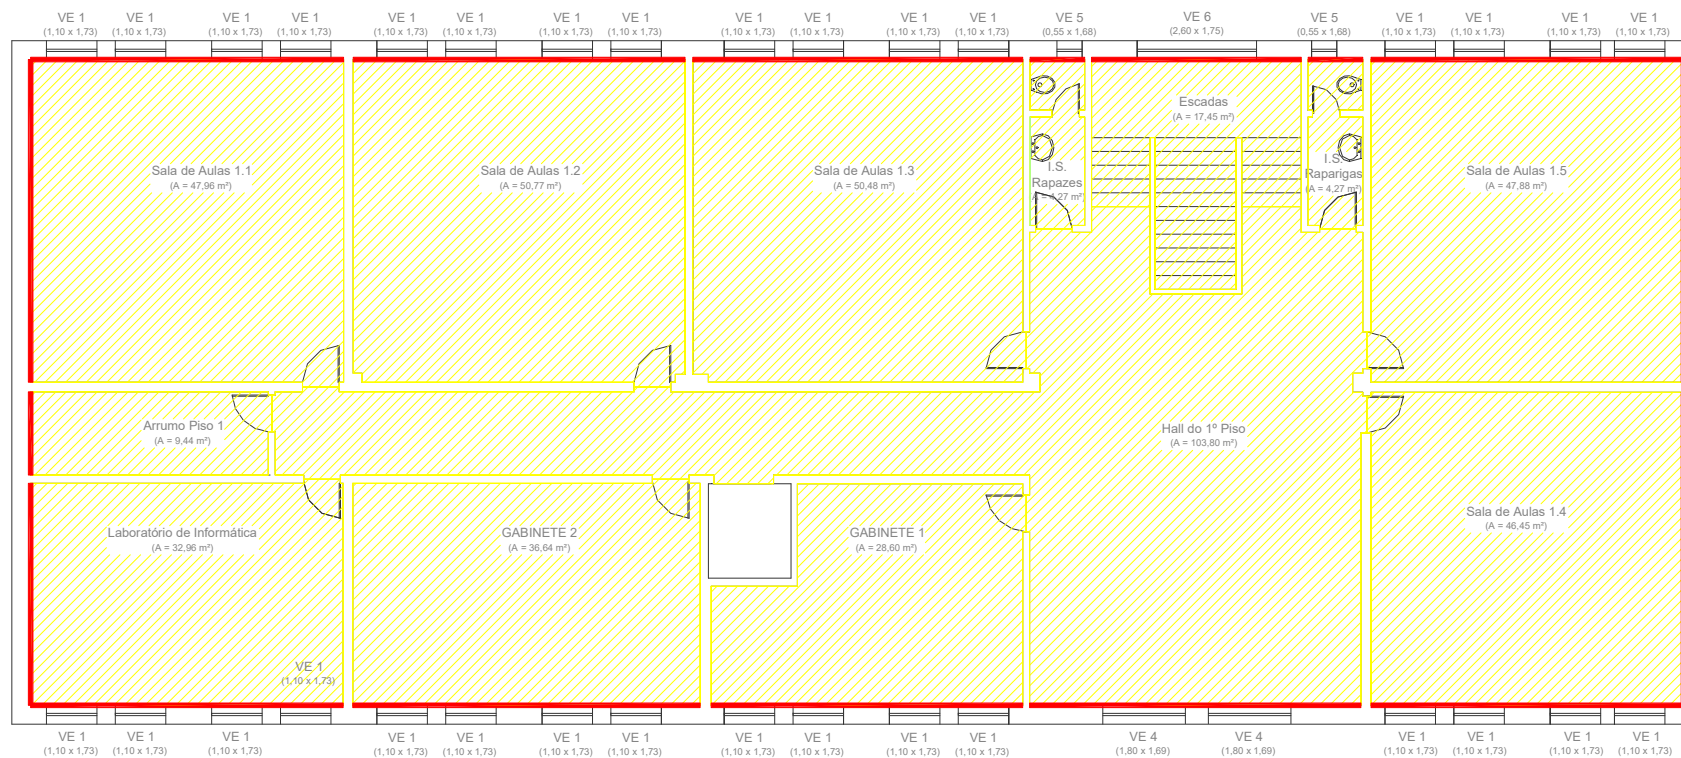 VE 1 VE 1 VE 1 VE 1 VE 1 VE 1 VE 1 VE 1 VE 1 VE 1 VE 1 VE 1 VE 5 VE 6 VE 5 VE 1 VE 1 VE 1 VE 1
(1,10 x 1,73) (1,10 x 1,73) (1,10 x 1,73) (1,10 x 1,73) (1,10 x 1,73) (1,10 x 1,73) (1,10 x 1,73) (1,10 x 1,73) (1,10 x 1,73) (1,10 x 1,73) (1,10 x 1,73) (1,10 x 1,73) (0,55 x 1,68) (2,60 x 1,75) (0,55 x 1,68) (1,10 x 1,73) (1,10 x 1,73) (1,10 x 1,73) (1,10 x 1,73)
Escadas
(A = 17,45 m²)
Sala de Aulas 1.1
(A = 47,96 m²)
Sala de Aulas 1.2
(A = 50,77 m²)
Sala de Aulas 1.3
(A = 50,48 m²)
I.S.
Rapazes
(A = 4,27 m²)
I.S.
Raparigas
(A = 4,27 m²)
Sala de Aulas 1.5
(A = 47,88 m²)
Arrumo Piso 1
(A = 9,44 m²)
Hall do 1º Piso
(A = 103,80 m²)
Laboratório de Informática
(A = 32,96 m²)
GABINETE 2
(A = 36,64 m²)
GABINETE 1
(A = 28,60 m²)
Sala de Aulas 1.4
(A = 46,45 m²)
VE 1
(1,10 x 1,73)
VE 1 VE 1 VE 1 VE 1 VE 1 VE 1 VE 1 VE 1 VE 1 VE 1 VE 1 VE 4 VE 4 VE 1 VE 1 VE 1 VE 1
(1,10 x 1,73) (1,10 x 1,73) (1,10 x 1,73) (1,10 x 1,73) (1,10 x 1,73) (1,10 x 1,73) (1,10 x 1,73) (1,10 x 1,73) (1,10 x 1,73) (1,10 x 1,73) (1,10 x 1,73) (1,80 x 1,69) (1,80 x 1,69) (1,10 x 1,73) (1,10 x 1,73) (1,10 x 1,73) (1,10 x 1,73)